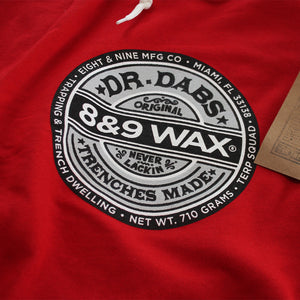 EIGHT & NINE MFG CO • MIAMI, FL 33138
TRAPPING & TRENCH DWELLING • NET WT. 710 GRAMS • TERP SQUAD
DR. DABS
ORIGINAL
8&9 WAX®
NEVER
LACKIN
TRENCHES MADE